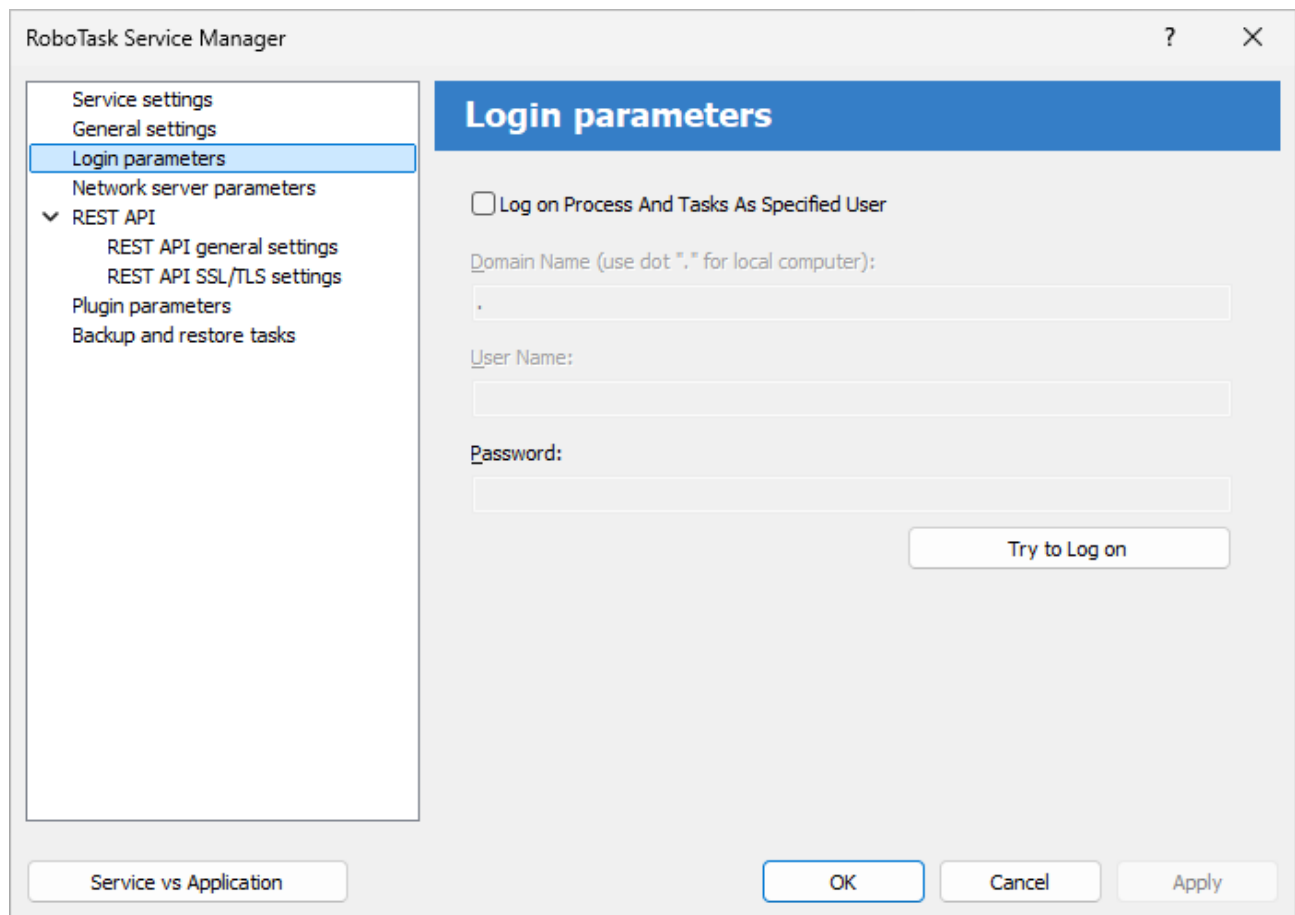 RoboTask Service Manager
?
Service settings
General settings
Login parameters
Network server parameters
REST API
REST API general settings
REST API SSL/TLS settings
Plugin parameters
Backup and restore tasks
Login parameters
Log on Process And Tasks As Specified User
Domain Name (use dot "." for local computer):
.
User Name:
Password:
Try to Log on
Service vs Application
OK
Cancel
Apply